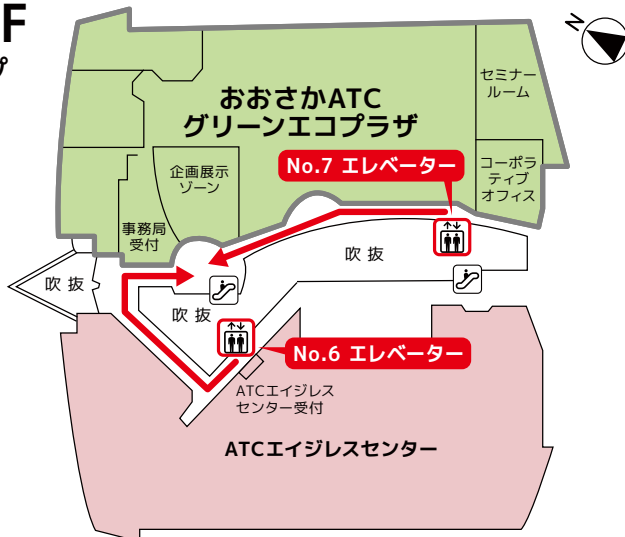 F
プ
N
セミナー
ルーム
おおさかATC
グリーンエコプラザ
No.7 エレベーター
コーポラ
ティブ
オフィス
企画展示
ゾーン
事務局
受付
吹 抜
吹 抜
吹 抜
No.6 エレベーター
ATCエイジレス
センター受付
ATCエイジレスセンター